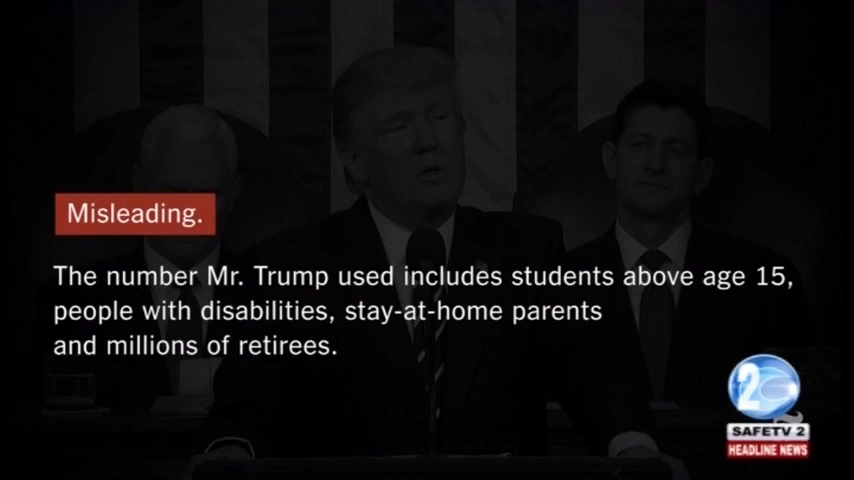 Misleading.
The number Mr. Trump used includes students above age 15,
people with disabilities, stay-at-home parents
and millions of retirees.
2
SAFETV 2
HEADLINE NEWS